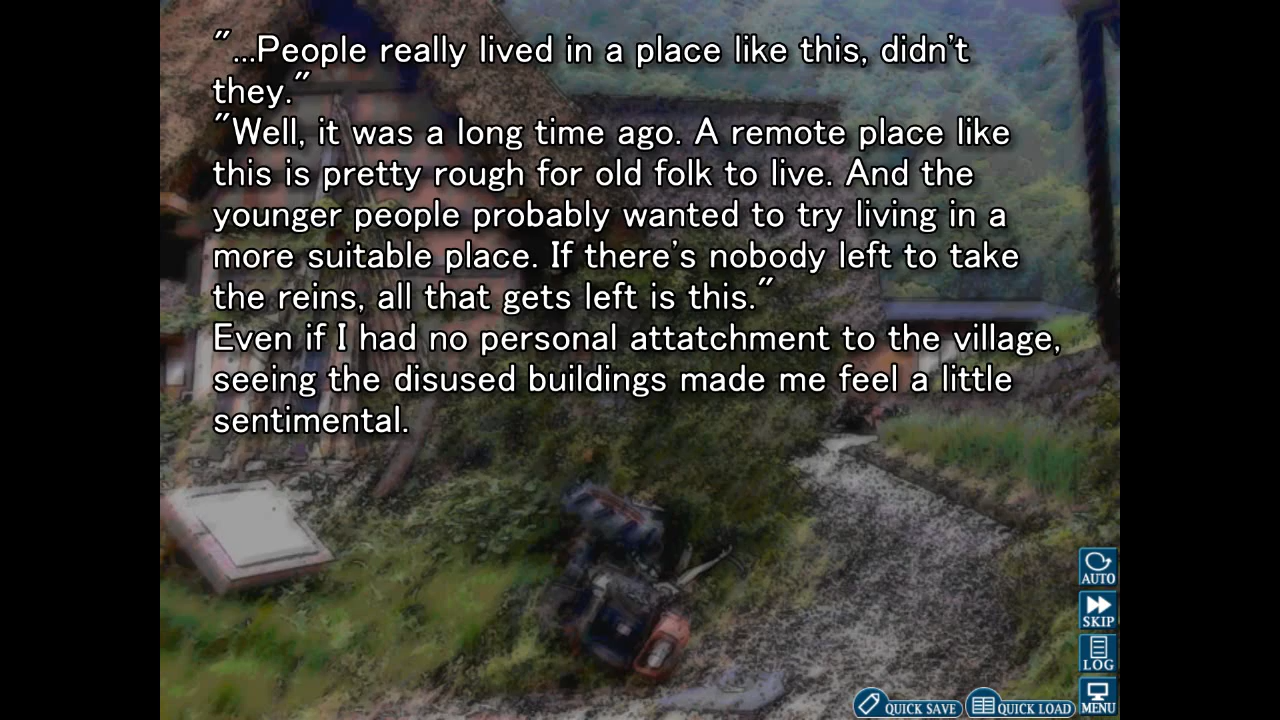 "...People really lived in a place like this, didn't
they."
"Well, it was a long time ago. A remote place like
this is pretty rough for old folk to live. And the
younger people probably wanted to try living in a
more suitable place. If there's nobody left to take
the reins, all that gets left is this."
Even if I had no personal attatchment to the village,
seeing the disused buildings made me feel a little
sentimental.
AUTO
SKIP
LOG
MENU
QUICK SAVE
QUICK LOAD